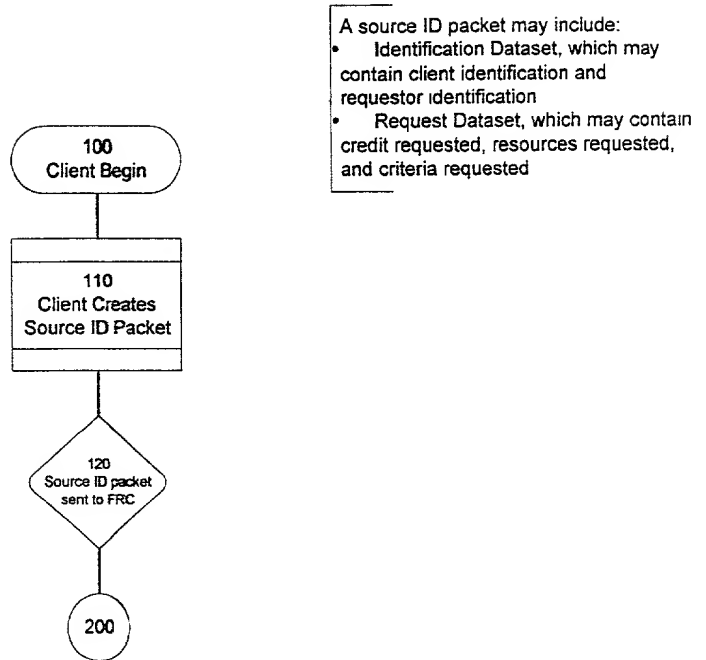 A source ID packet may include:
• Identification Dataset, which may
contain client identification and
requestor identification
• Request Dataset, which may contain
credit requested, resources requested,
and criteria requested
100
Client Begin
110
Client Creates
Source ID Packet
120
Source ID packet
sent to FRC
200